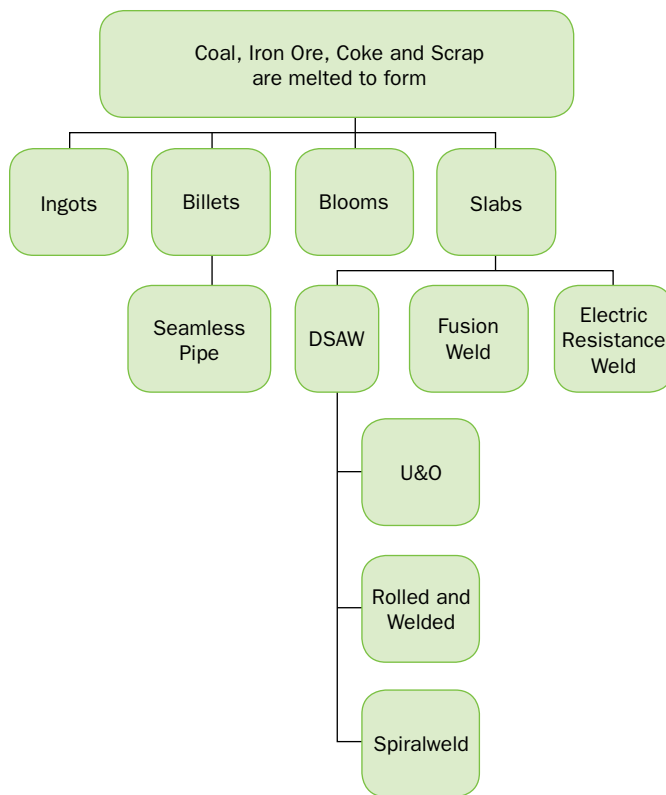 Coal, Iron Ore, Coke and Scrap
are melted to form
Ingots
Billets
Blooms
Slabs
Seamless
Pipe
DSAW
Fusion
Weld
Electric
Resistance
Weld
U&O
Rolled and
Welded
Spiralweld